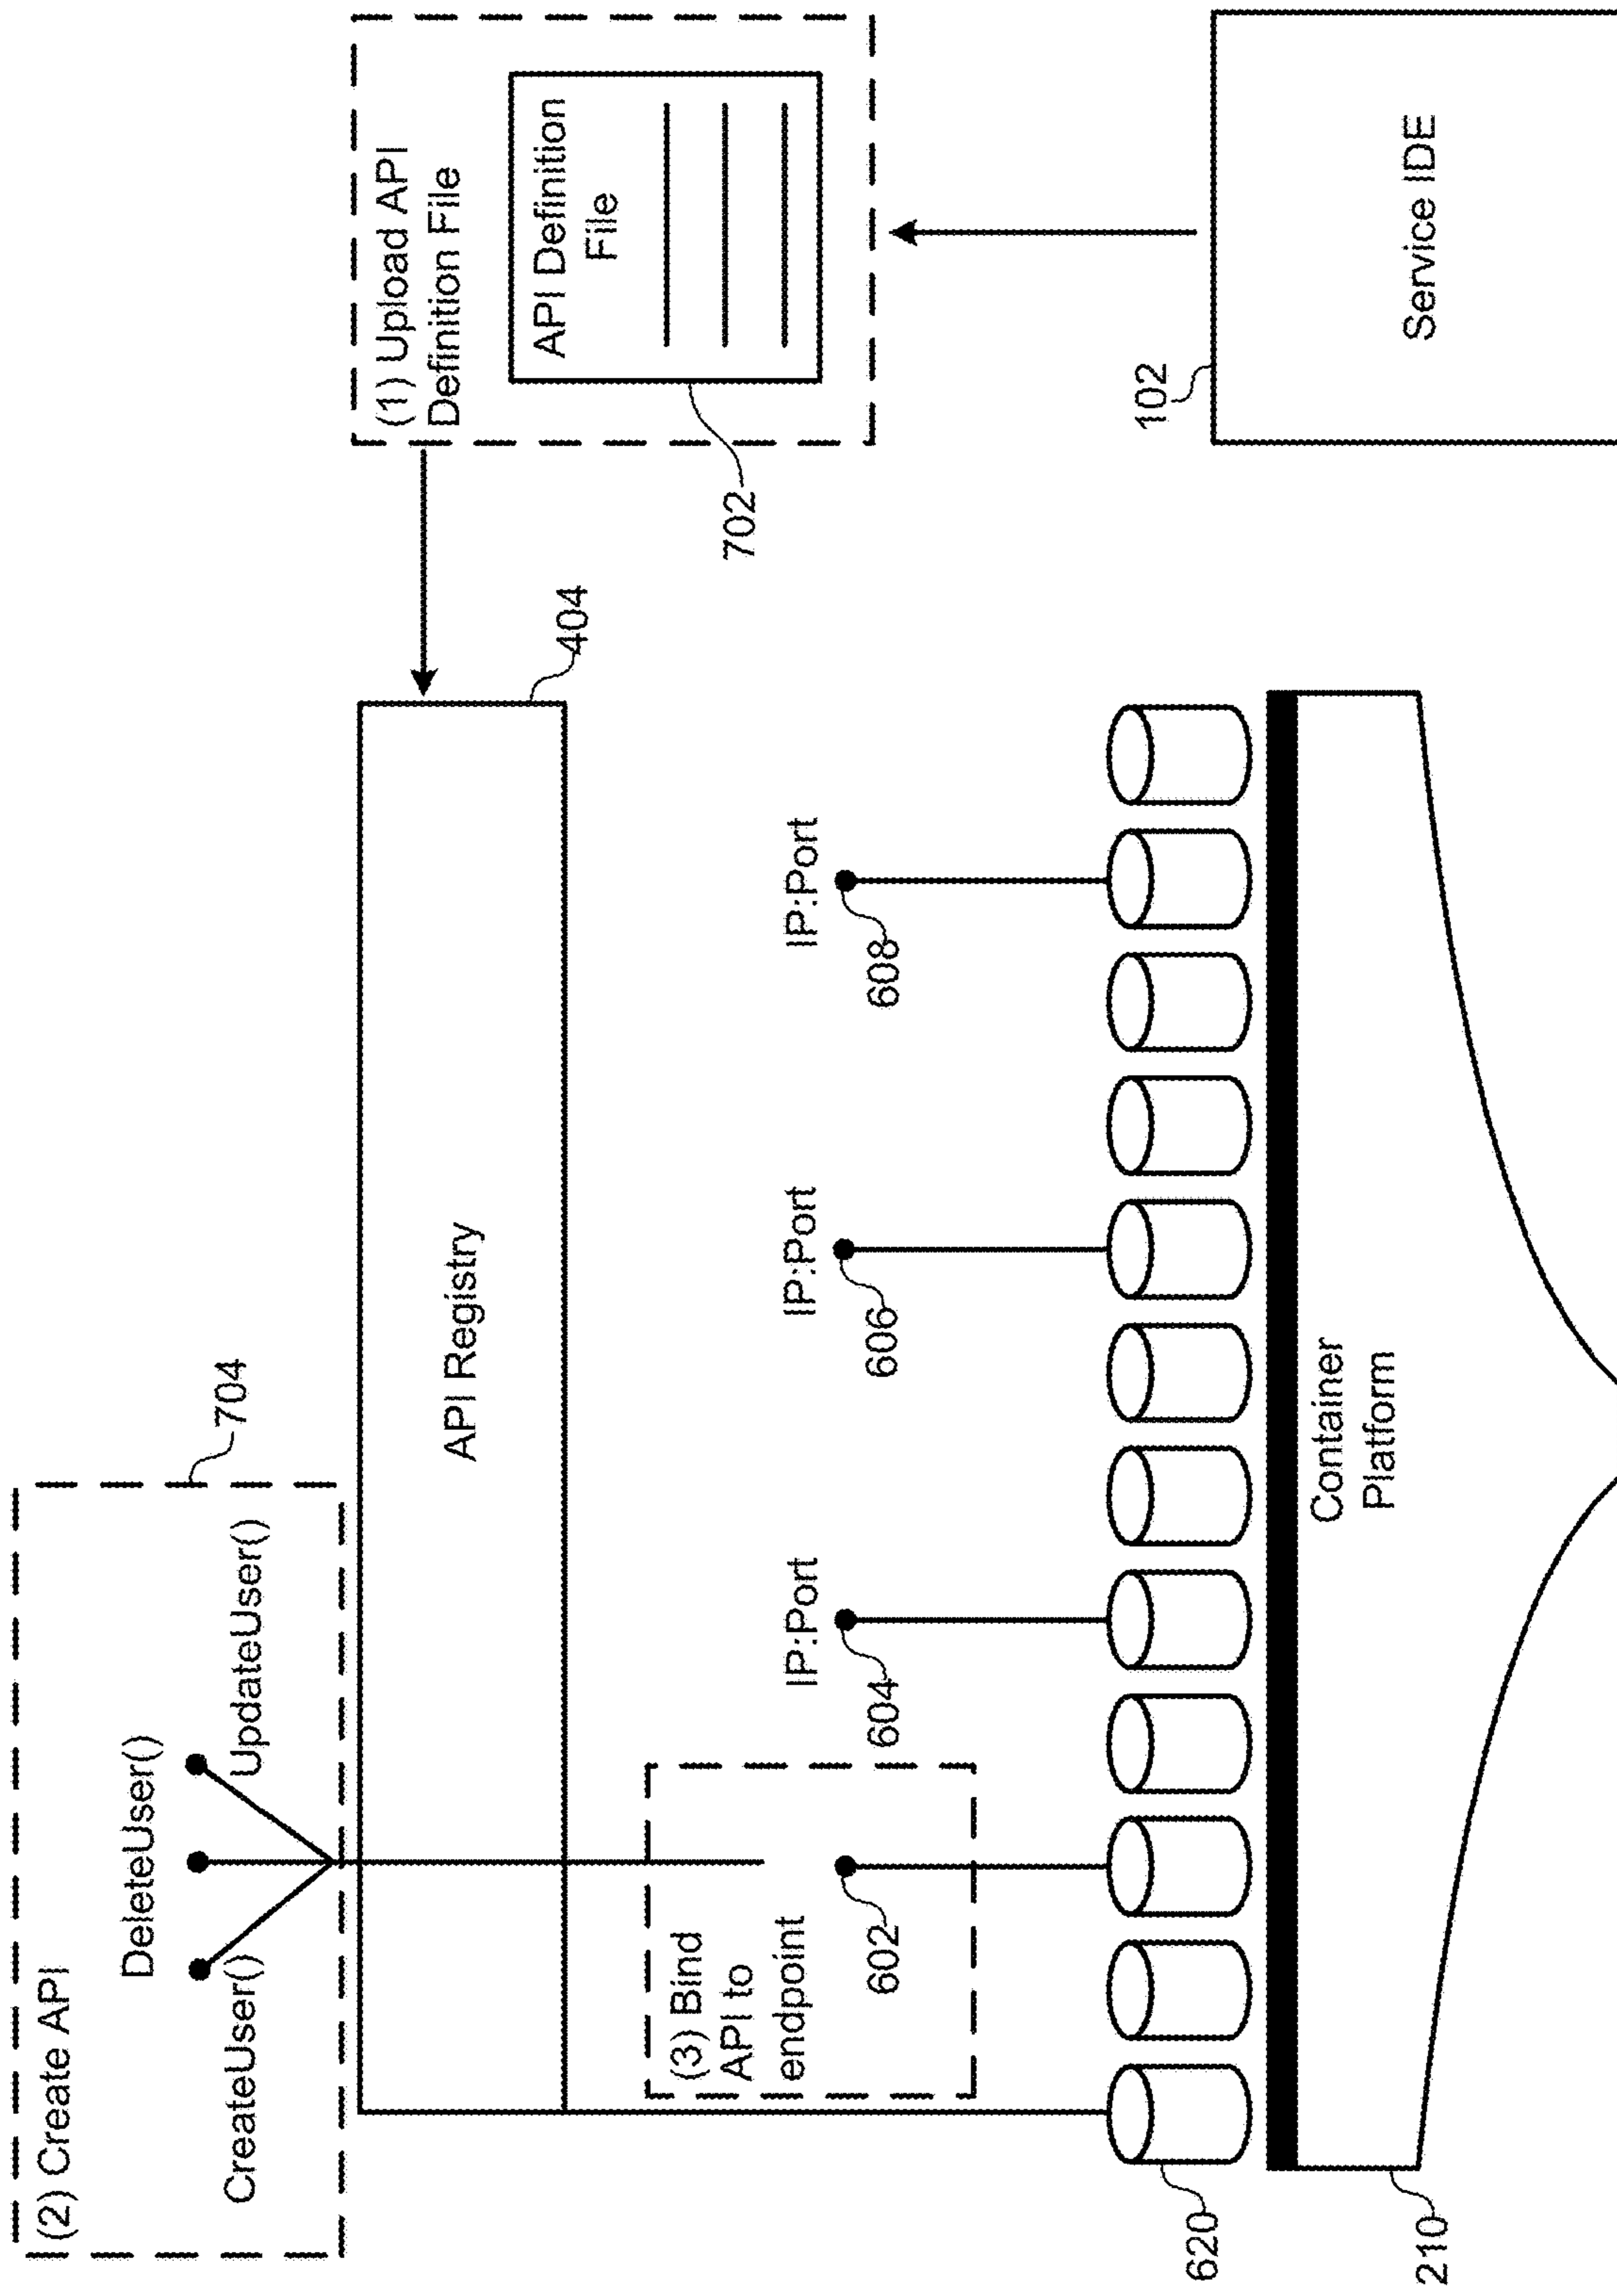 (2) Create API
DeleteUser()
CreateUser()
UpdateUser()
704
(1) Upload API
Definition File
API Definition
File
702
API Registry
404
(3) Bind
API to
endpoint
602
IP:Port
604
IP:Port
606
IP:Port
608
102
Service IDE
620
Container
Platform
210